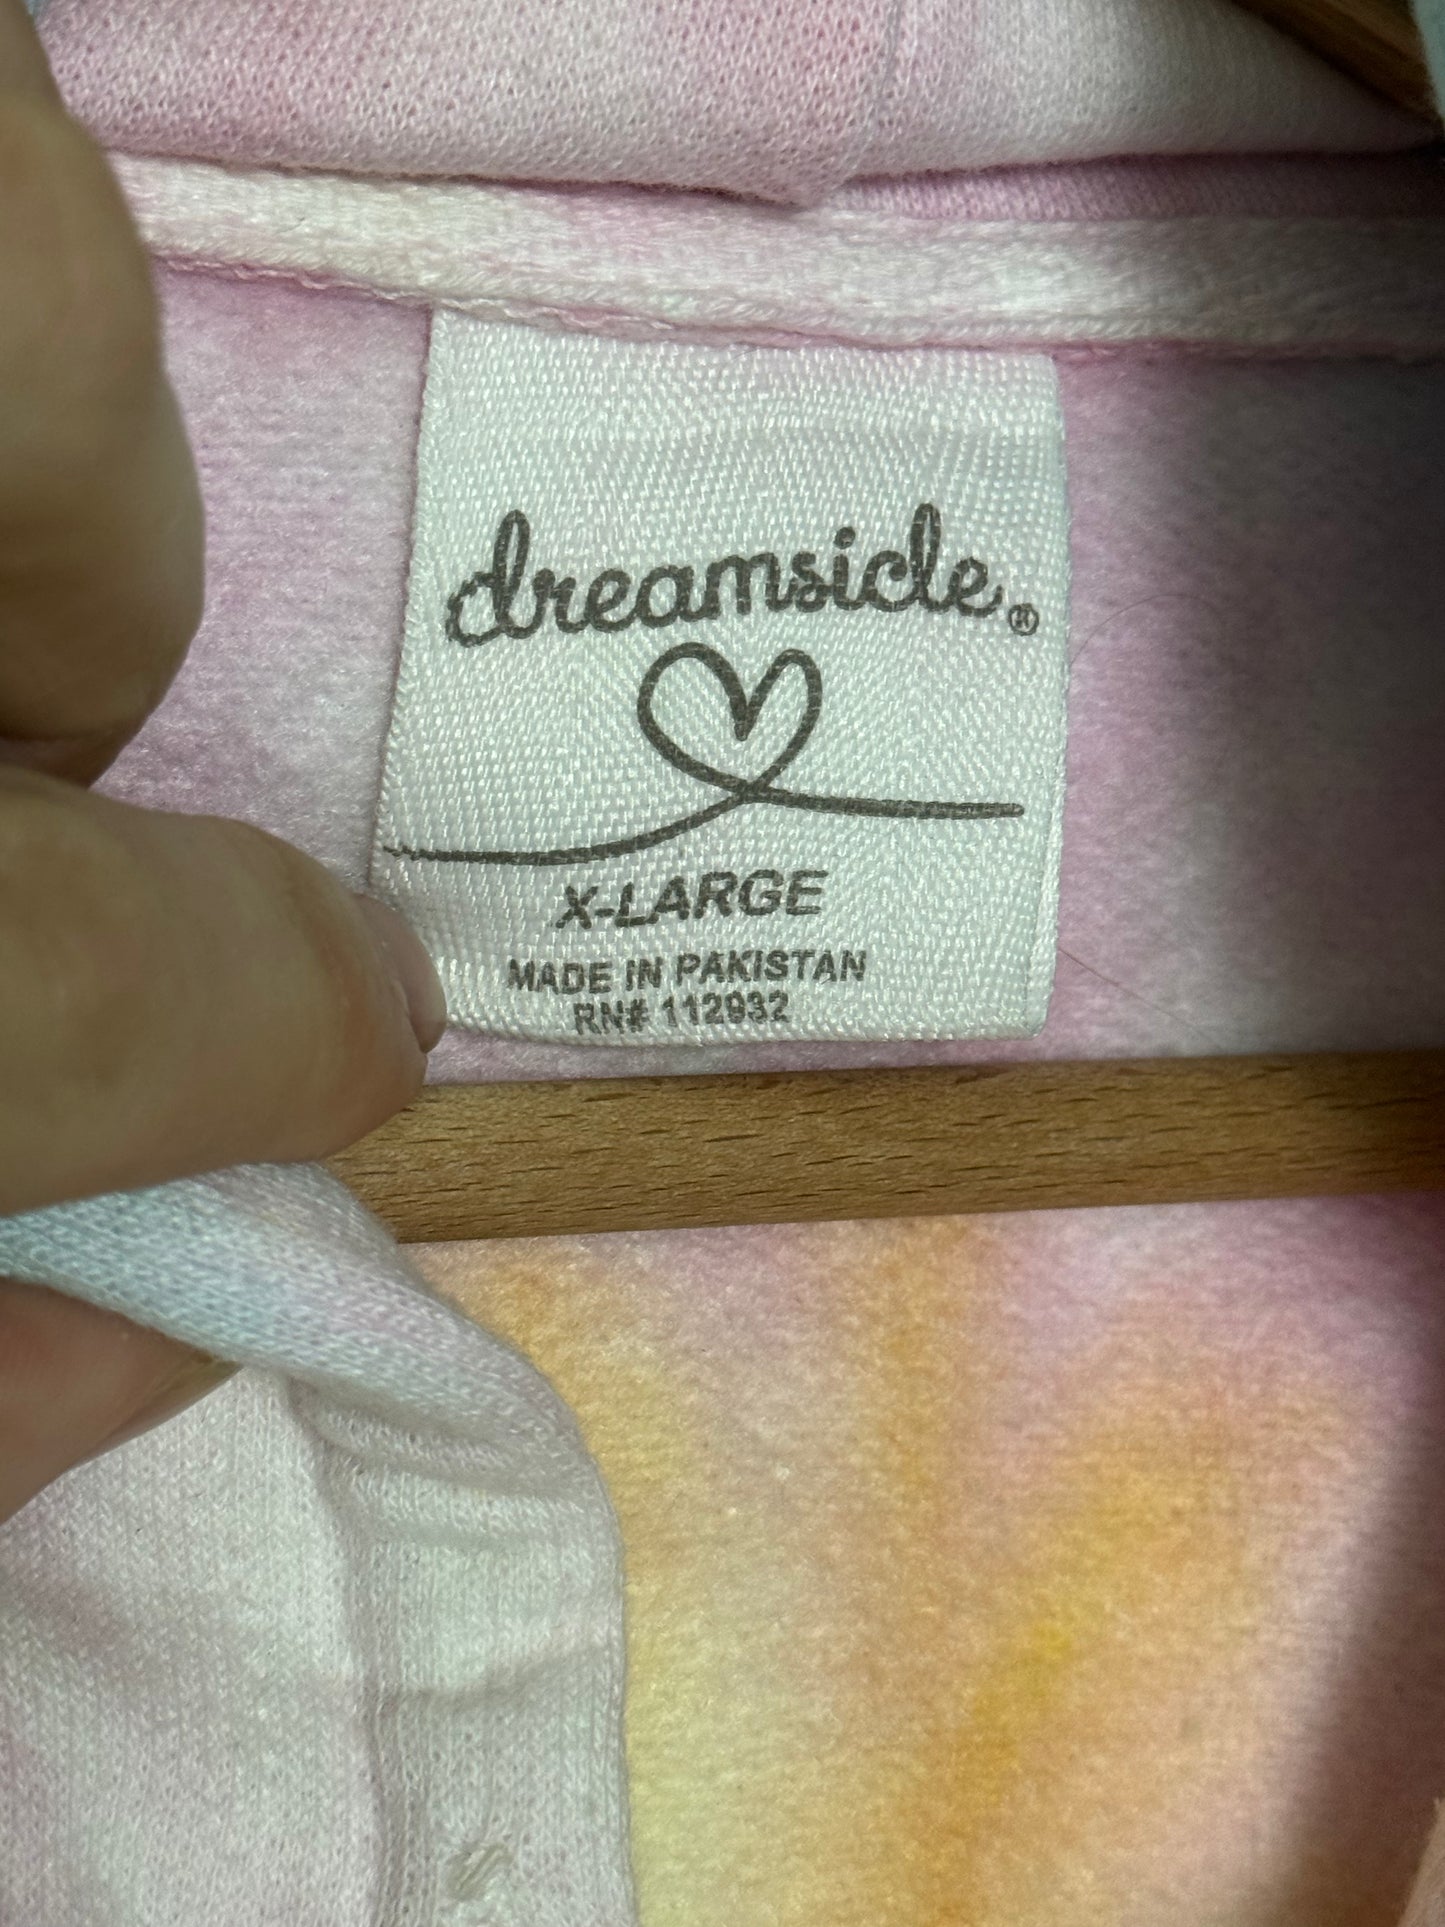 dreamsicle®
X-LARGE
MADE IN PAKISTAN
RN# 112932